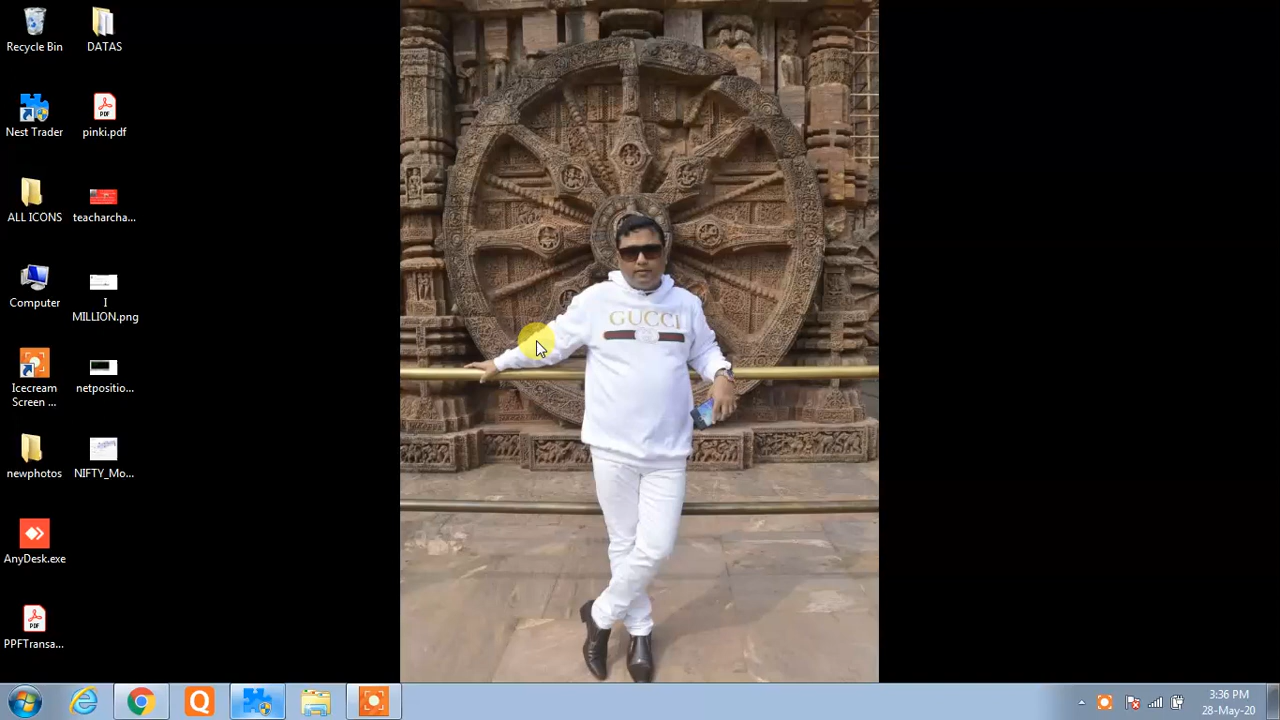 Recycle Bin
DATAS
Nest Trader
pinki.pdf
ALL ICONS
teacharcha...
Computer
I
MILLION.png
Icecream
Screen ...
netpositio...
newphotos
NIFTY_Mo...
AnyDesk.exe
PPFTransa...
GUCCI
3:36 PM
28-May-20